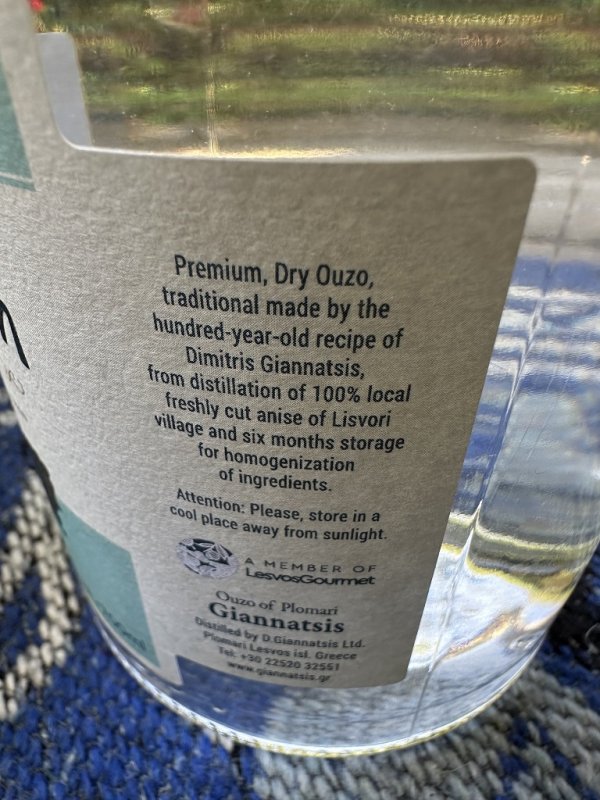 Premium, Dry Ouzo,
traditional made by the
hundred-year-old recipe of
Dimitris Giannatsis,
from distillation of 100% local
freshly cut anise of Lisvori
village and six months storage
for homogenization
of ingredients.
Attention: Please, store in a
cool place away from sunlight.
A MEMBER OF
LesvosGourmet
Ouzo of Plomari
Giannatsis
Distilled by D.Giannatsis Ltd.
Plomari Lesvos isl. Greece
Tel: +30 22520 32551
www.giannatsis.gr